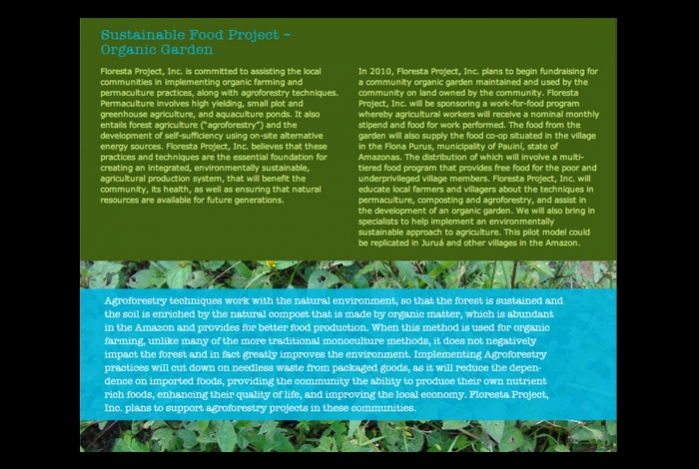 Sustainable Food Project –
Organic Garden
Floresta Project, Inc. is committed to assisting the local
communities in implementing organic farming and
permaculture practices, along with agroforestry techniques.
Permaculture involves high yielding, small plot and
greenhouse agriculture, and aquaculture ponds. It also
entails forest agriculture (“agroforestry”) and the
development of self-sufficiency using on-site alternative
energy sources. Floresta Project, Inc. believes that these
practices and techniques are the essential foundation for
creating an integrated, environmentally sustainable,
agricultural production system, that will benefit the
community, its health, as well as ensuring that natural
resources are available for future generations.
In 2010, Floresta Project, Inc. plans to begin fundraising for
a community organic garden maintained and used by the
community on land owned by the community. Floresta
Project, Inc. will be sponsoring a work-for-food program
whereby agricultural workers will receive a nominal monthly
stipend and food for work performed. The food from the
garden will also supply the food co-op situated in the village
in the Flona Purus, municipality of Pauiní, state of
Amazonas. The distribution of which will involve a multi-
tiered food program that provides free food for the poor and
underprivileged village members. Floresta Project, Inc. will
educate local farmers and villagers about the techniques in
permaculture, composting and agroforestry, and assist in
the development of an organic garden. We will also bring in
specialists to help implement an environmentally
sustainable approach to agriculture. This pilot model could
be replicated in Juruá and other villages in the Amazon.
Agroforestry techniques work with the natural environment, so that the forest is sustained and
the soil is enriched by the natural compost that is made by organic matter, which is abundant
in the Amazon and provides for better food production. When this method is used for organic
farming, unlike many of the more traditional monoculture methods, it does not negatively
impact the forest and in fact greatly improves the environment. Implementing Agroforestry
practices will cut down on needless waste from packaged goods, as it will reduce the depen-
dence on imported foods, providing the community the ability to produce their own nutrient
rich foods, enhancing their quality of life, and improving the local economy. Floresta Project,
Inc. plans to support agroforestry projects in these communities.